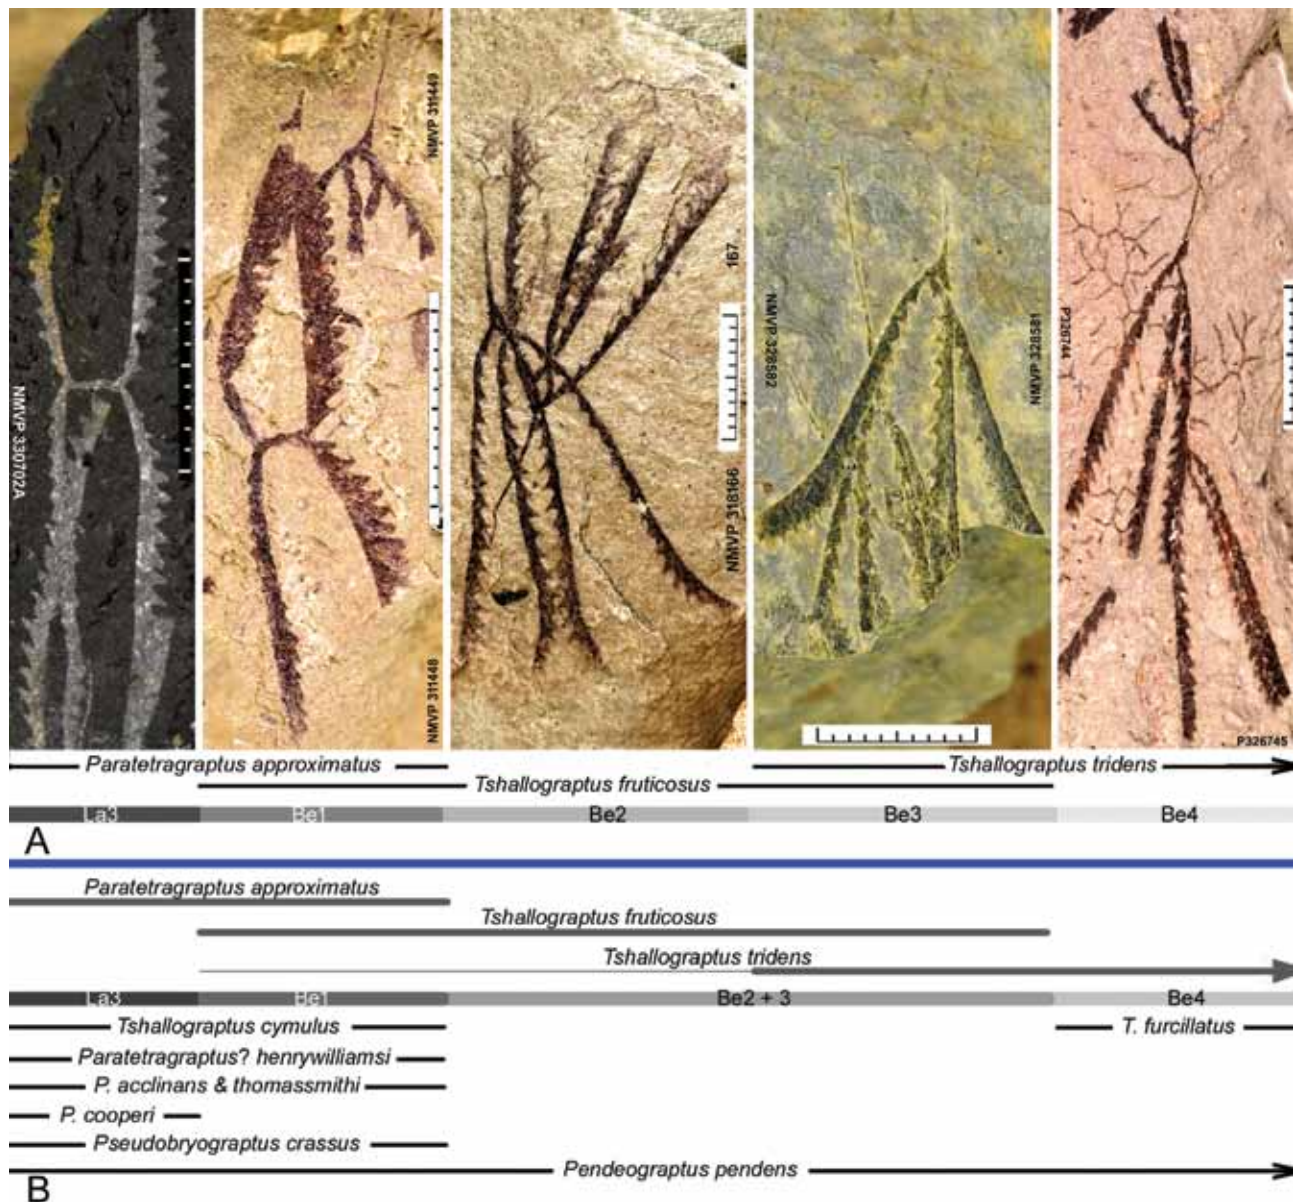 NMVP 330702A
NMVP 311449
NMVP 311448
167
NMVP 318166
NMVP 328582
NMVP 328581
P326744
P326745
Paratetragraptus approximatus
Tshallograptus tridens
Tshallograptus fruticosus
La3 Be1 Be2 Be3 Be4
A
Paratetragraptus approximatus
Tshallograptus fruticosus
Tshallograptus tridens
La3 Be1 Be2 + 3 Be4
Tshallograptus cymulus
T. furcillatus
Paratetragraptus? henrywilliamsi
P. acclinans & thomassmithi
P. cooperi
Pseudobryograptus crassus
Pendeograptus pendens
B